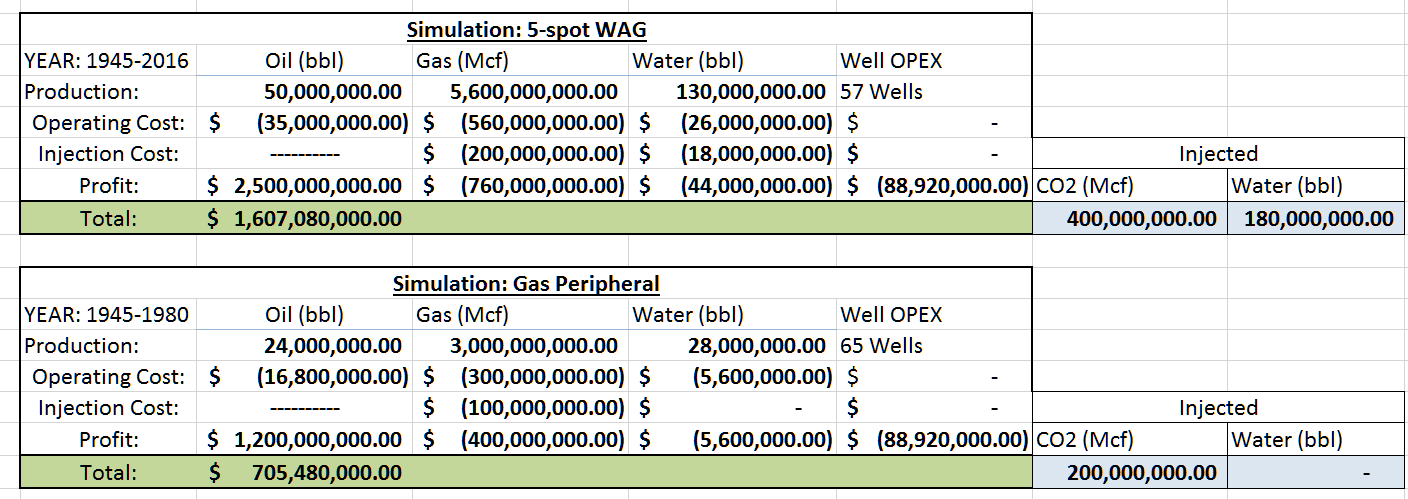 Simulation: 5-spot WAG
YEAR: 1945-2016 Oil (bbl) Gas (Mcf) Water (bbl) Well OPEX
Production: 50,000,000.00 5,600,000,000.00 130,000,000.00 57 Wells
Operating Cost: $ (35,000,000.00) $ (560,000,000.00) $ (26,000,000.00) $ -
Injection Cost: ---------- $ (200,000,000.00) $ (18,000,000.00) $ - Injected
Profit: $ 2,500,000,000.00 $ (760,000,000.00) $ (44,000,000.00) $ (88,920,000.00) CO2 (Mcf) Water (bbl)
Total: $ 1,607,080,000.00 400,000,000.00 180,000,000.00
Simulation: Gas Peripheral
YEAR: 1945-1980 Oil (bbl) Gas (Mcf) Water (bbl) Well OPEX
Production: 24,000,000.00 3,000,000,000.00 28,000,000.00 65 Wells
Operating Cost: $ (16,800,000.00) $ (300,000,000.00) $ (5,600,000.00) $ -
Injection Cost: ---------- $ (100,000,000.00) $ - $ - Injected
Profit: $ 1,200,000,000.00 $ (400,000,000.00) $ (5,600,000.00) $ (88,920,000.00) CO2 (Mcf) Water (bbl)
Total: $ 705,480,000.00 200,000,000.00 -